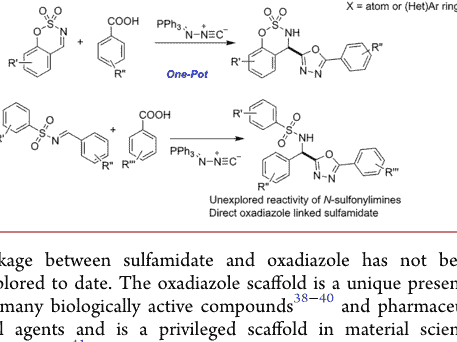 X = atom or (Het)Ar ring
O O
S
O N
R'
+
COOH
R"
PPh₃
N–N≡C⁻
One-Pot
O O
S
O NH
R'
O
N–N
R"
R'
O
S
O
N
R"
+
COOH
R'''
PPh₃
N–N≡C⁻
R'
O
S
O
NH
R"
O
N–N
R'''
Unexplored reactivity of N-sulfonylimines
Direct oxadiazole linked sulfamidate
kage between sulfamidate and oxadiazole has not be
plored to date. The oxadiazole scaffold is a unique presen
many biologically active compounds38−40 and pharmaceu
l agents and is a privileged scaffold in material scien